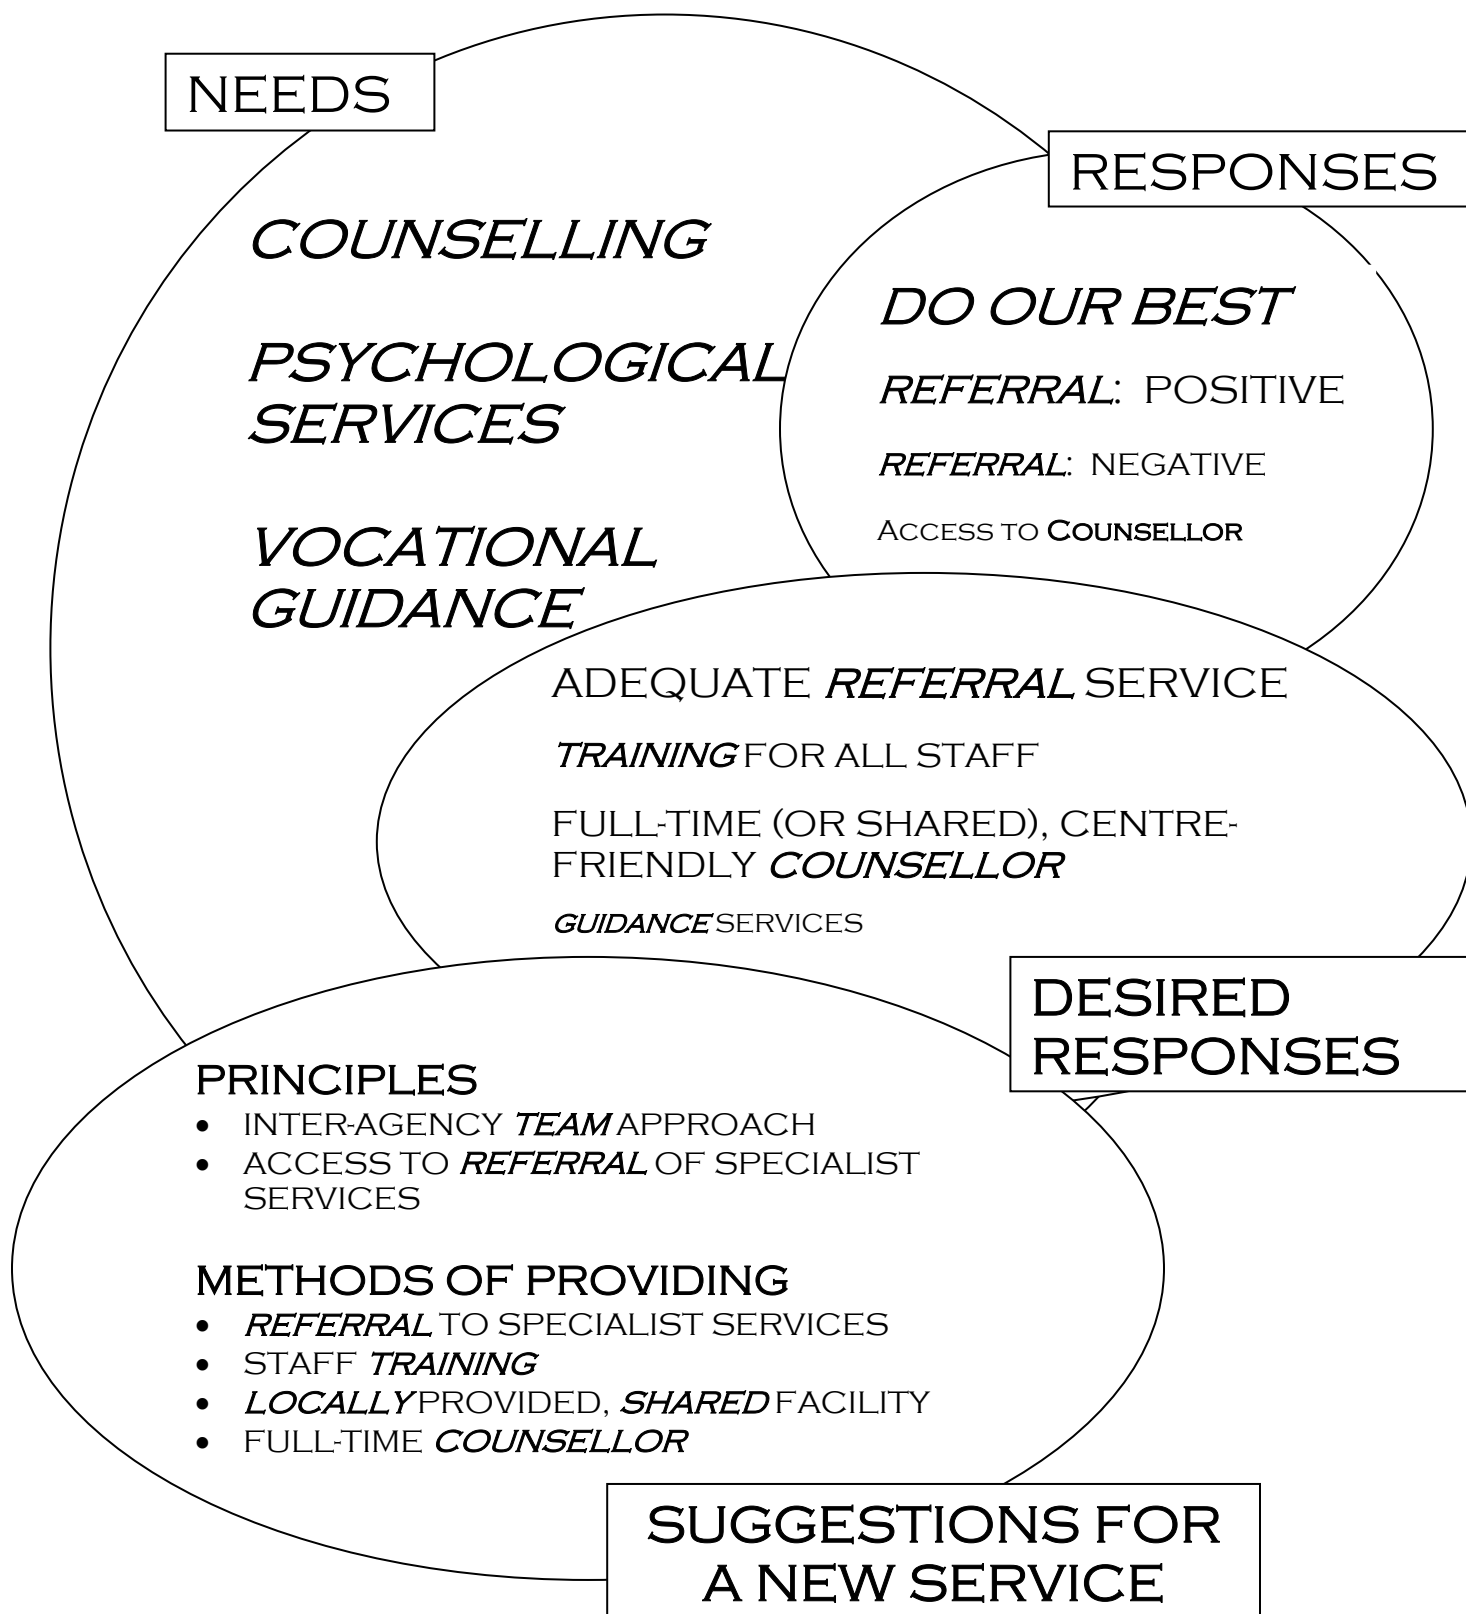 NEEDS
COUNSELLING
PSYCHOLOGICAL
SERVICES
VOCATIONAL
GUIDANCE
RESPONSES
DO OUR BEST
REFERRAL: POSITIVE
REFERRAL: NEGATIVE
ACCESS TO COUNSELLOR
ADEQUATE REFERRAL SERVICE
TRAINING FOR ALL STAFF
FULL-TIME (OR SHARED), CENTRE-
FRIENDLY COUNSELLOR
GUIDANCE SERVICES
DESIRED
RESPONSES
PRINCIPLES
• INTER-AGENCY TEAM APPROACH
• ACCESS TO REFERRAL OF SPECIALIST
SERVICES
METHODS OF PROVIDING
• REFERRAL TO SPECIALIST SERVICES
• STAFF TRAINING
• LOCALLY PROVIDED, SHARED FACILITY
• FULL-TIME COUNSELLOR
SUGGESTIONS FOR
A NEW SERVICE